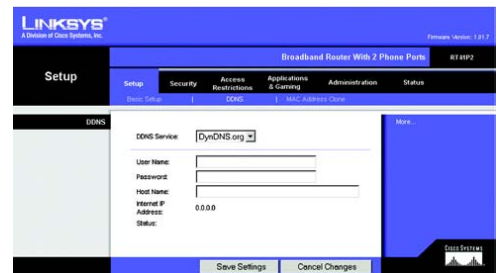 LINKSYS®
A Division of Cisco Systems, Inc.
Firmware Version: 1.01.7
Broadband Router With 2 Phone Ports
RT41P2
Setup
Setup Security Access Restrictions Applications & Gaming Administration Status
Basic Setup | DDNS | MAC Address Clone
DDNS
More...
DDNS Service: DynDNS.org
User Name:
Password:
Host Name:
Internet IP Address: 0.0.0.0
Status:
Save Settings Cancel Changes
CISCO SYSTEMS